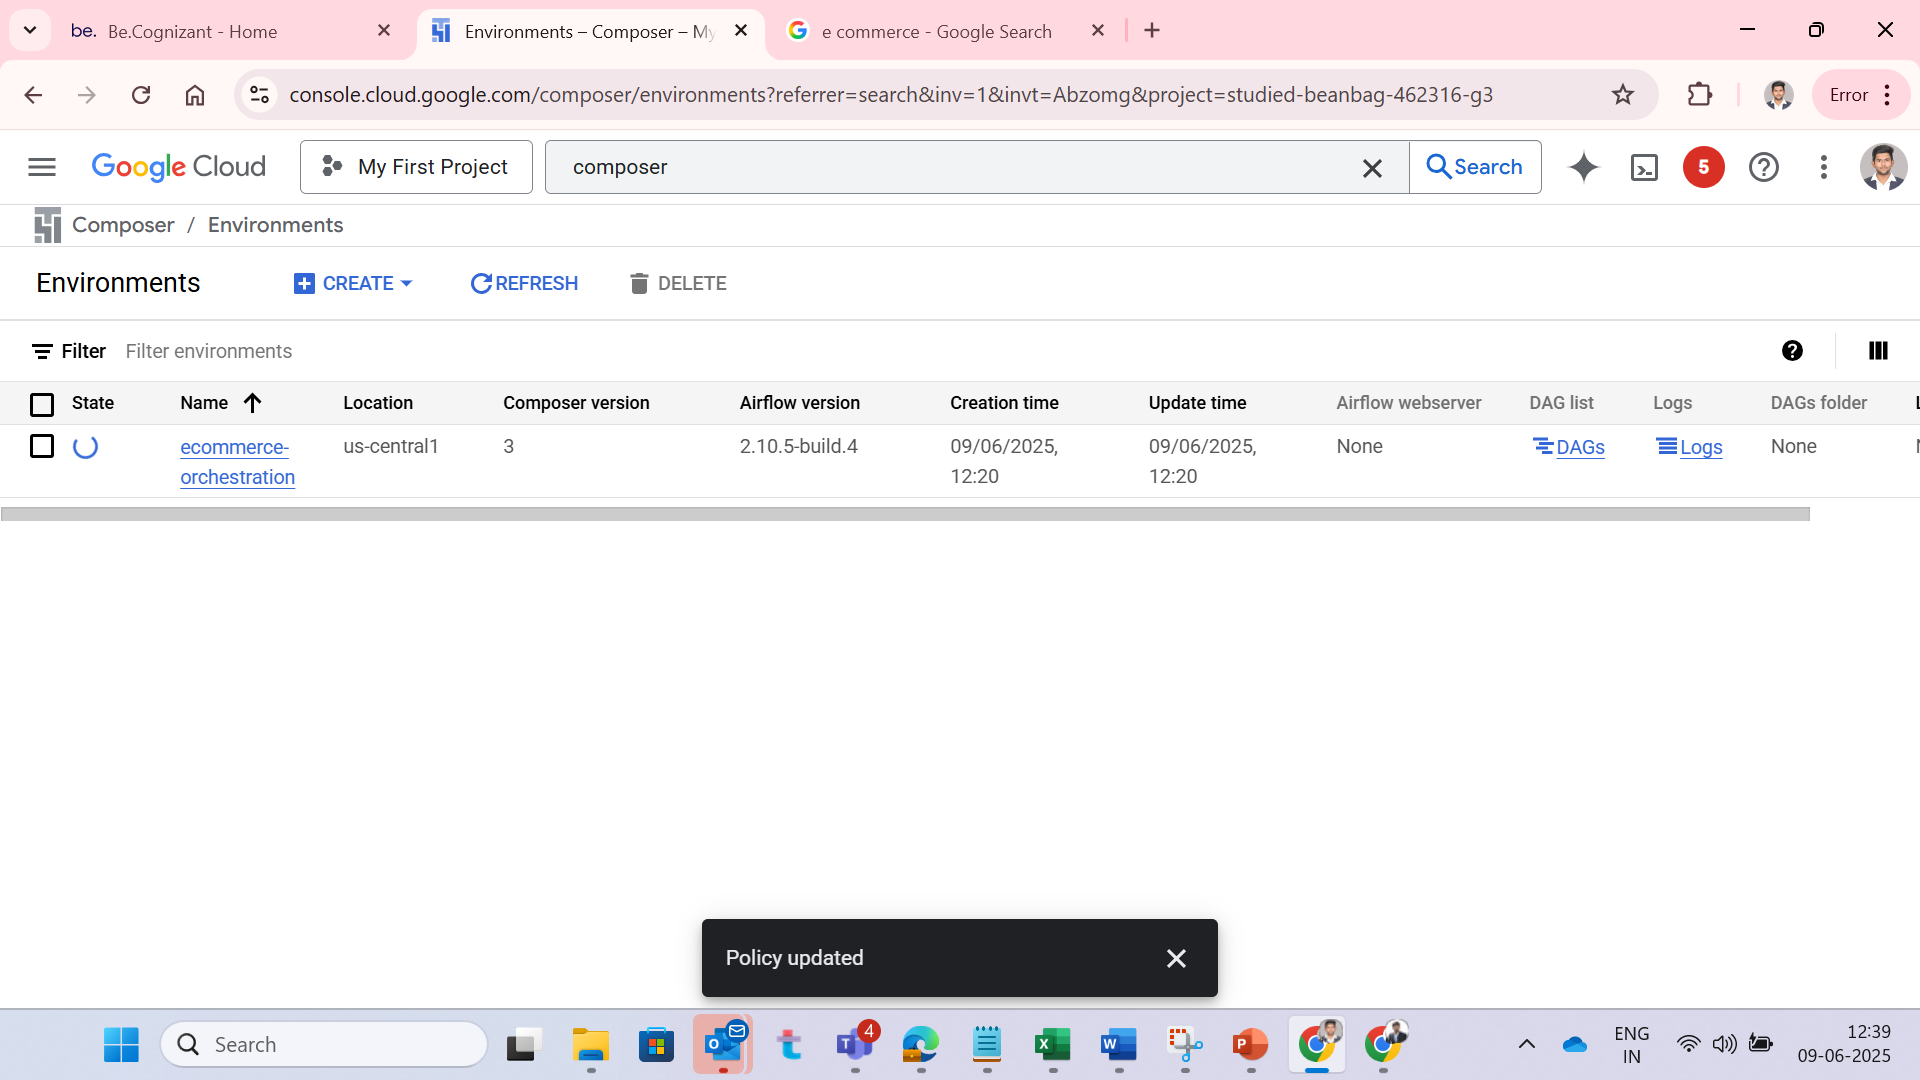 be. Be.Cognizant - Home
Environments – Composer – My
e commerce - Google Search
console.cloud.google.com/composer/environments?referrer=search&inv=1&invt=Abzomg&project=studied-beanbag-462316-g3
Error
Google Cloud
My First Project
composer
Search
5
Composer / Environments
Environments
CREATE
REFRESH
DELETE
Filter Filter environments
State Name Location Composer version Airflow version Creation time Update time Airflow webserver DAG list Logs DAGs folder
ecommerce- us-central1 3 2.10.5-build.4 09/06/2025, 09/06/2025, None DAGs Logs None
orchestration 12:20 12:20
Policy updated
Search
4
ENG
IN
12:39
09-06-2025